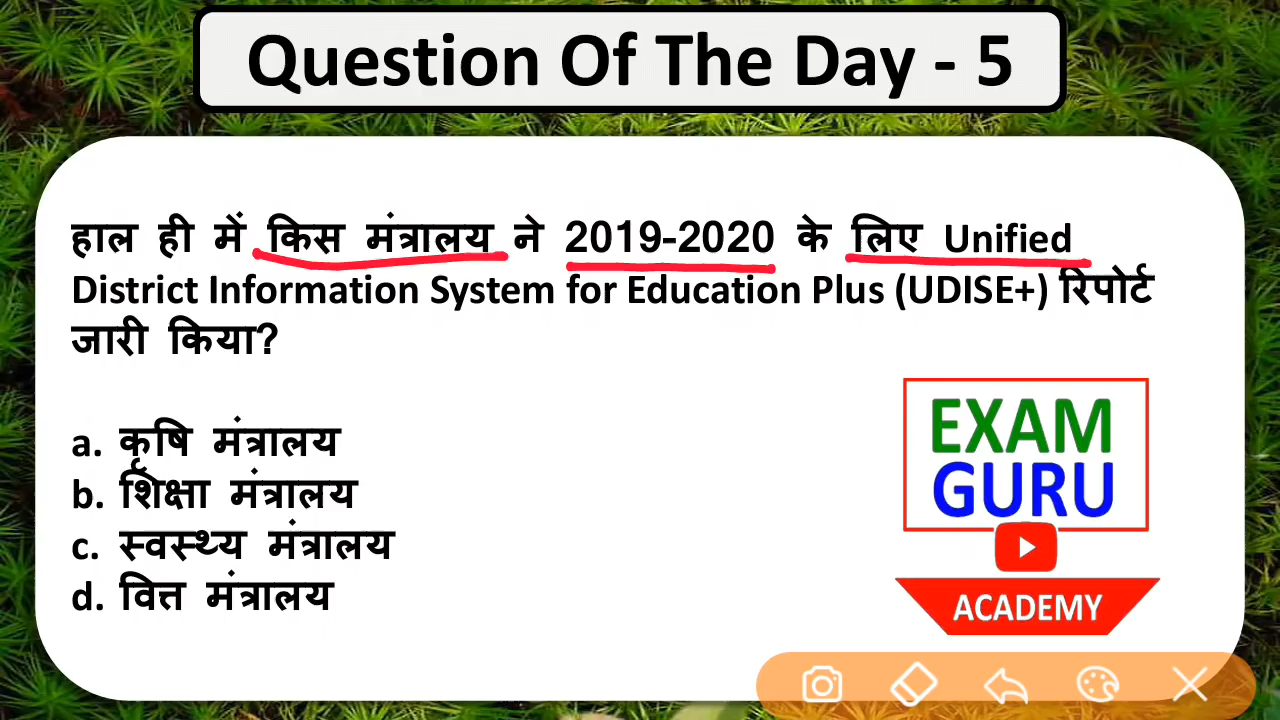 Question Of The Day - 5
हाल ही में किस मंत्रालय ने 2019-2020 के लिए Unified
District Information System for Education Plus (UDISE+) रिपोर्ट
जारी किया?
a. कृषि मंत्रालय
b. शिक्षा मंत्रालय
c. स्वस्थ्य मंत्रालय
d. वित्त मंत्रालय
EXAM
GURU
ACADEMY